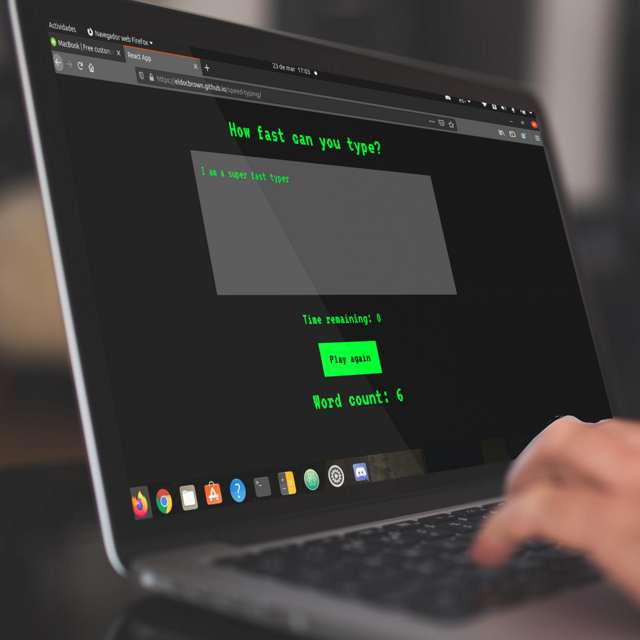 Actividades
Navegador web Firefox
23 de mar 17:03
MacBook | Free custom
React App
https://eldocbrown.github.io/speed-typing/
How fast can you type?
I am a super fast typer
Time remaining: 0
Play again
Word count: 6